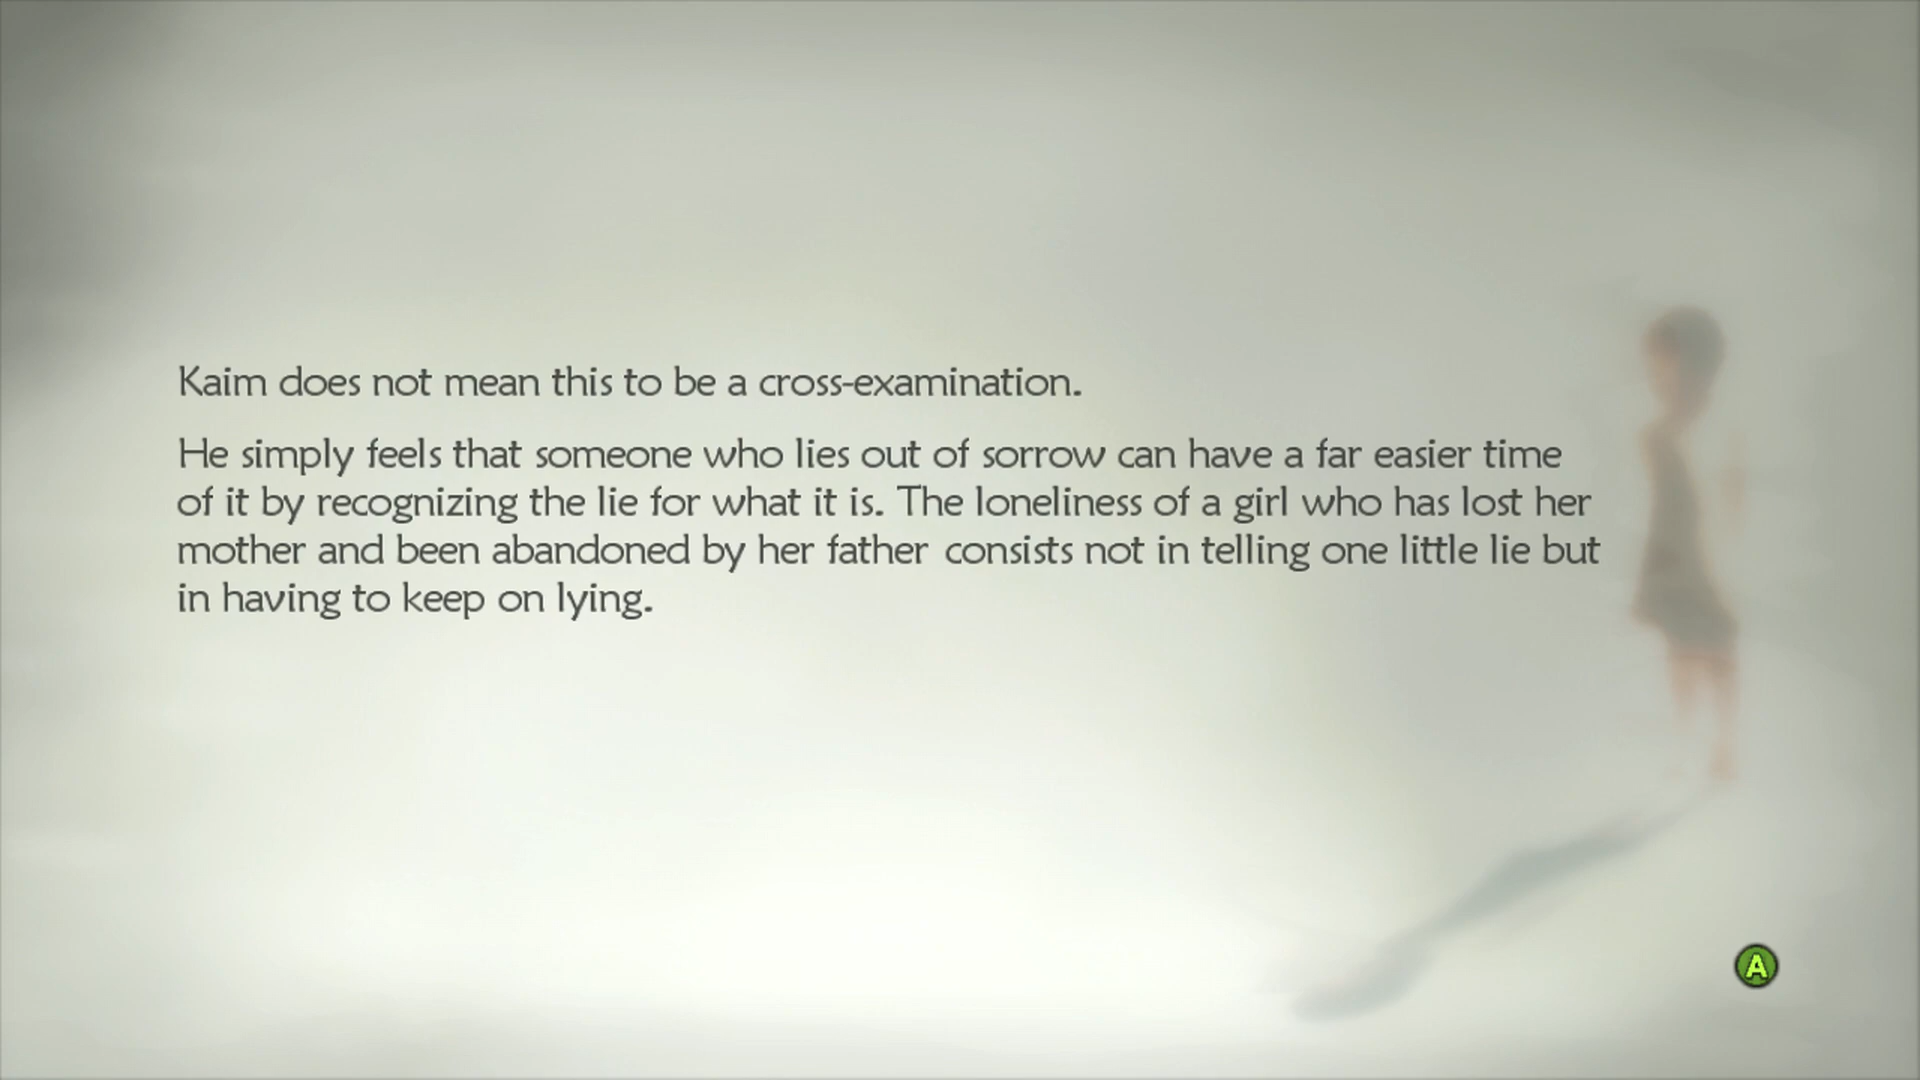 Kaim does not mean this to be a cross-examination.
He simply feels that someone who lies out of sorrow can have a far easier time
of it by recognizing the lie for what it is. The loneliness of a girl who has lost her
mother and been abandoned by her father consists not in telling one little lie but
in having to keep on lying.
A